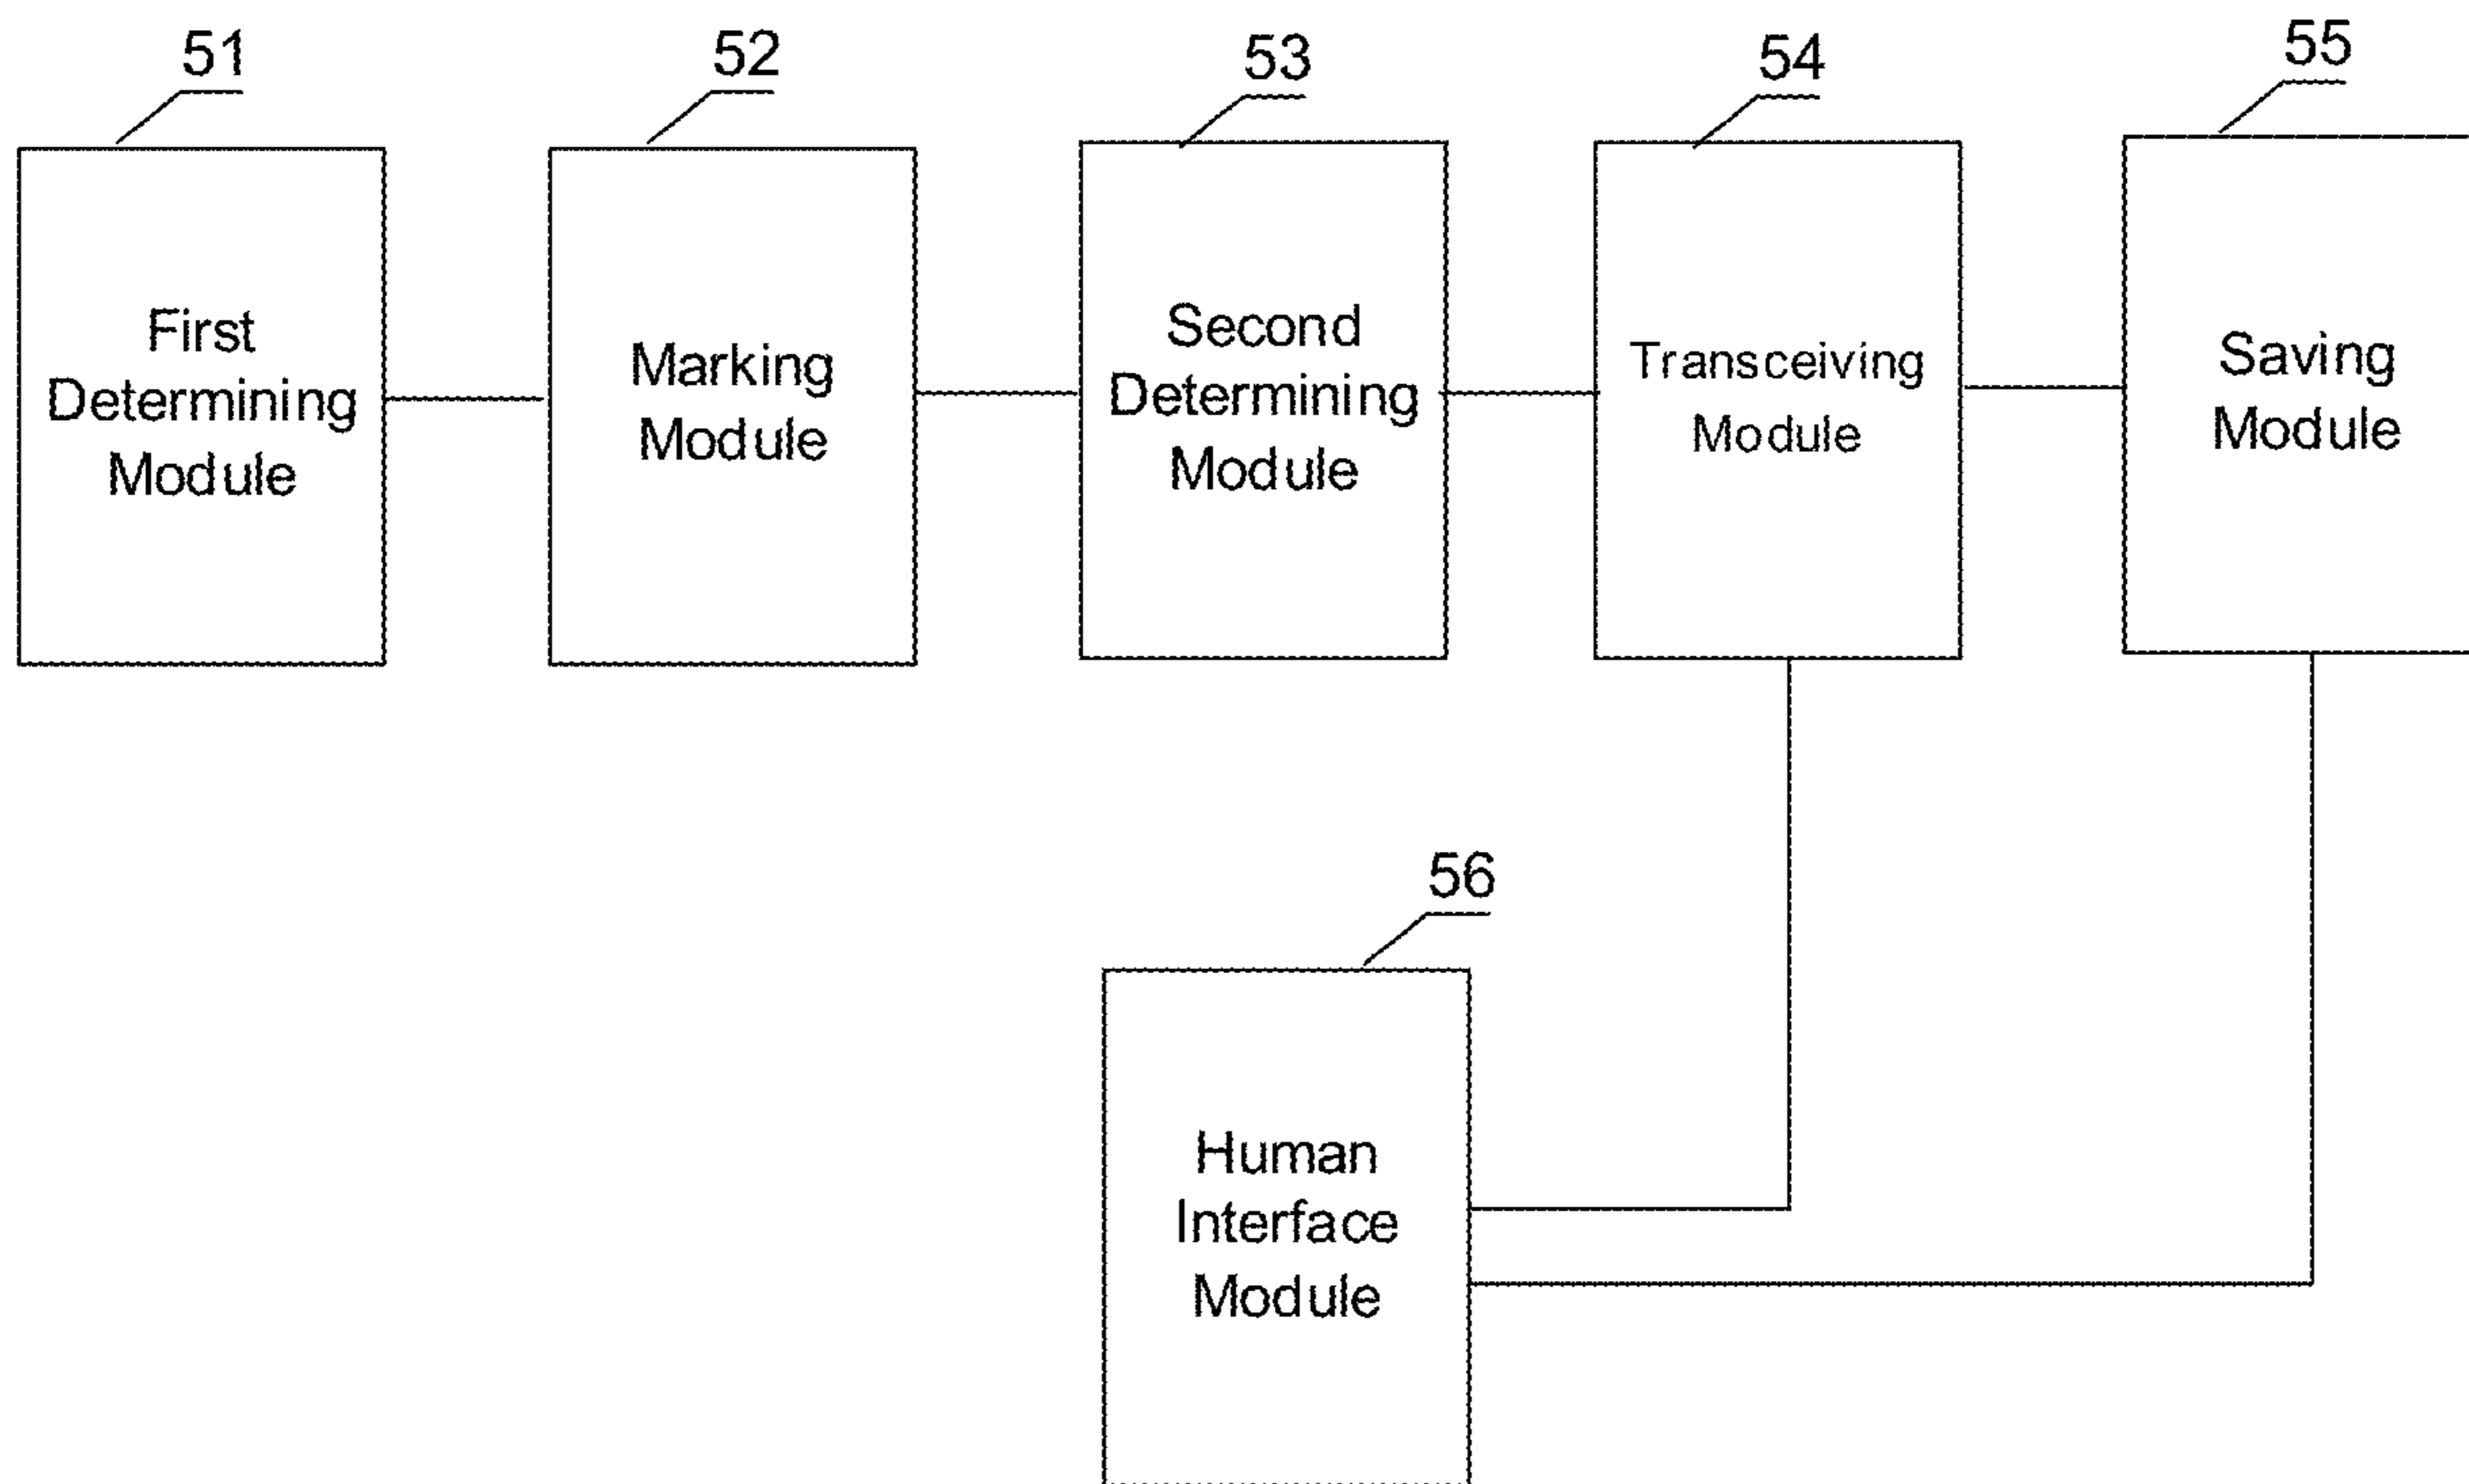 51
52
53
54
55
First
Determining
Module
Marking
Module
Second
Determining
Module
Transceiving
Module
Saving
Module
56
Human
Interface
Module